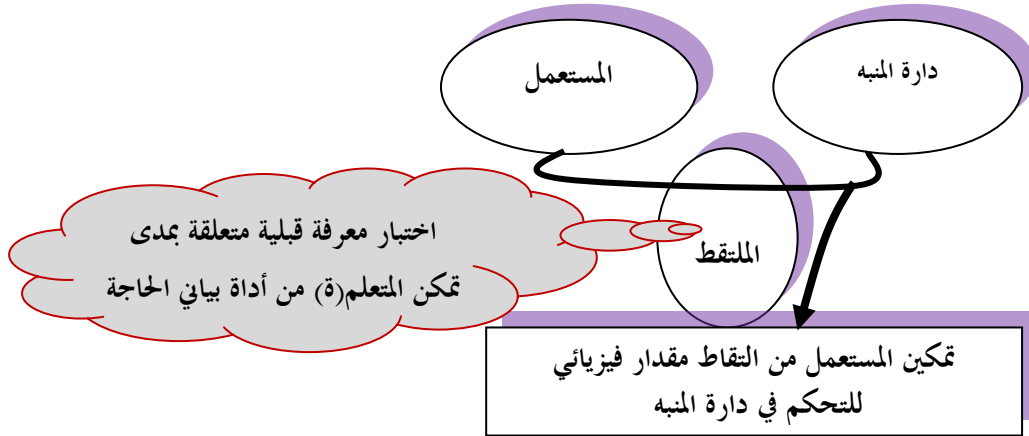 دارة المنبه
المستعمل
الملتقط
اختبار معرفة قبلية متعلقة بمدى
تمكن المتعلم(ة) من أداة بياني الحاجة
تمكين المستعمل من التقاط مقدار فيزيائي
للتحكم في دارة المنبه